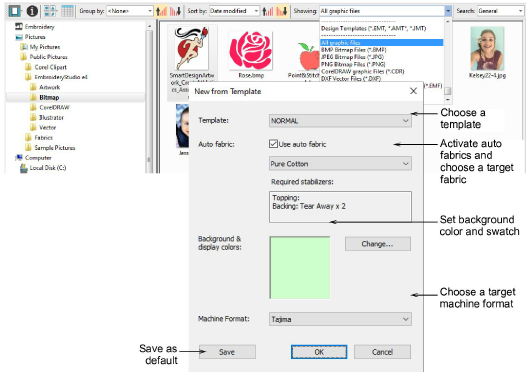 Group by: <None>
Sort by: Date modified
Showing: All graphic files
Search: General
Embroidery
Pictures
My Pictures
Public Pictures
Corel Clipart
EmbroideryStudio e4
Artwork
Bitmap
CorelDRAW
Illustrator
Vector
Fabrics
Sample Pictures
Computer
Local Disk (C:)
SmartDesignArtw
Rose.bmp
Design Templates (*.EMT, *.AMT, *.JMT)
All graphic files
BMP Bitmap Files (*.BMF)
JPEG Bitmap Files (*.JPG)
PNG Bitmap Files (*.PNG)
CorelDRAW graphic files (*.CDR)
DXF Vector Files (*.DXF)
Kelsey22-4.jpg
New from Template
Template: NORMAL
Auto fabric: Use auto fabric
Pure Cotton
Required stabilizers:
Topping:
Backing: Tear Away x 2
Background &
display colors:
Change...
Machine Format: Tajima
Save
OK
Cancel
Choose a
template
Activate auto
fabrics and
choose a target
fabric
Set background
color and swatch
Choose a target
machine format
Save as
default